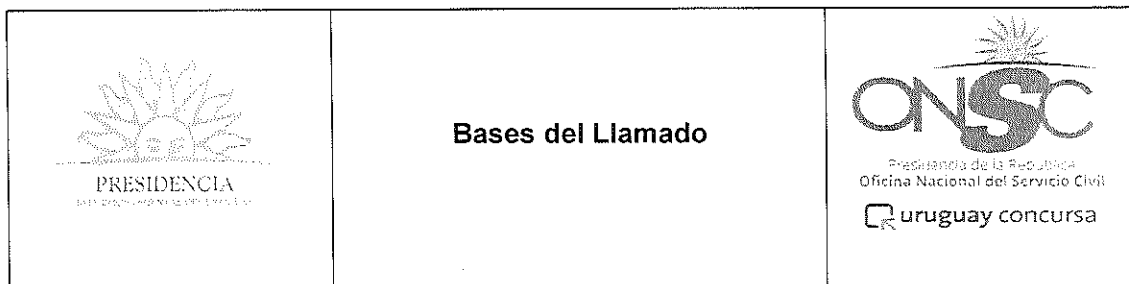 PRESIDENCIA
Bases del Llamado
ONSC
Presidencia de la República
Oficina Nacional del Servicio Civil
uruguay concursa